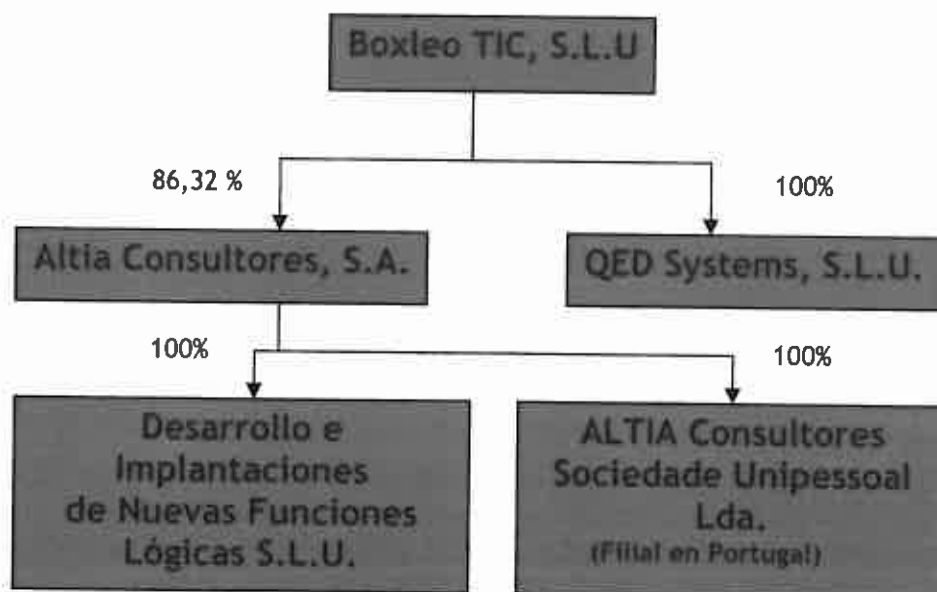 Boxleo TIC, S.L.U
86,32 %
100%
Altia Consultores, S.A.
QED Systems, S.L.U.
100%
100%
Desarrollo e
Implantaciones
de Nuevas Funciones
Lógicas S.L.U.
ALTIA Consultores
Sociedade Unipessoal
Lda.
(Filial en Portugal)